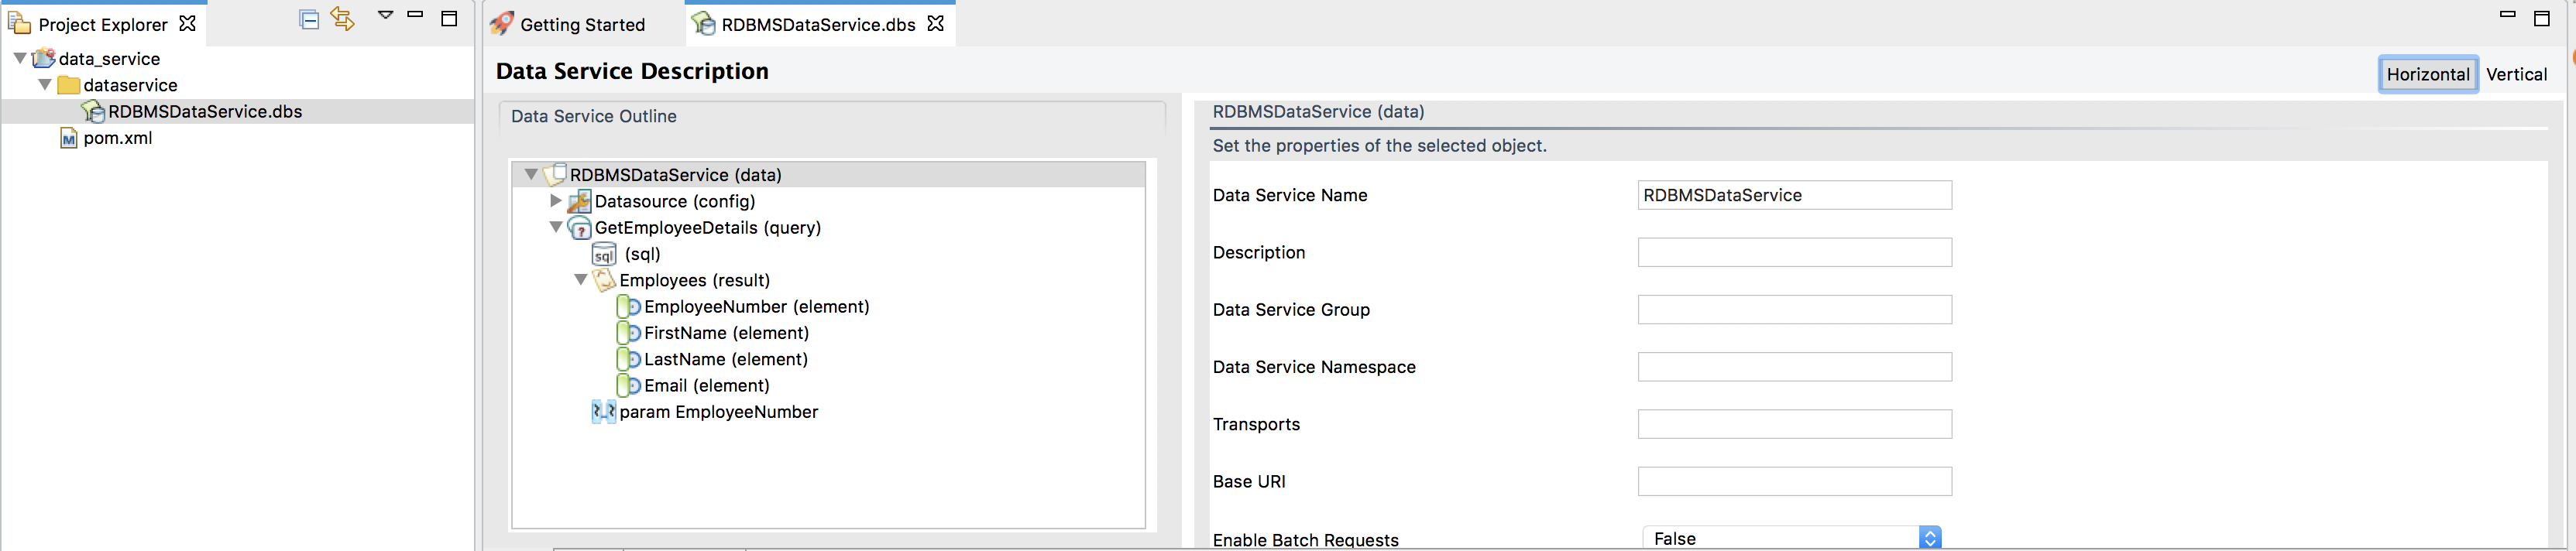 Project Explorer
data_service
dataservice
RDBMSDataService.dbs
M pom.xml
Getting Started
RDBMSDataService.dbs
Data Service Description
Horizontal Vertical
Data Service Outline
RDBMSDataService (data)
Datasource (config)
? GetEmployeeDetails (query)
sql (sql)
Employees (result)
EmployeeNumber (element)
FirstName (element)
LastName (element)
Email (element)
param EmployeeNumber
RDBMSDataService (data)
Set the properties of the selected object.
Data Service Name RDBMSDataService
Description
Data Service Group
Data Service Namespace
Transports
Base URI
Enable Batch Requests False